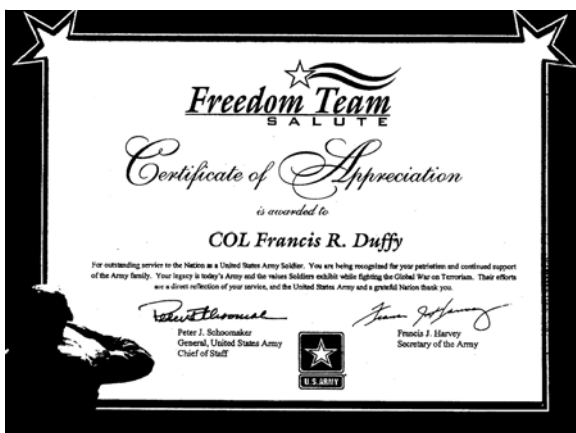 Freedom Team
SALUTE
Certificate of Appreciation
is awarded to
COL Francis R. Duffy
For outstanding service to the Nation as a United States Army Soldier. You are being recognized for your patriotism and continued support
of the Army family. Your legacy is today's Army and the values Soldiers exhibit while fighting the Global War on Terrorism. Their efforts
are a direct reflection of your service, and the United States Army and a grateful Nation thank you.
Peter J. Schoomaker
General, United States Army
Chief of Staff
Francis J. Harvey
Secretary of the Army
U.S.ARMY